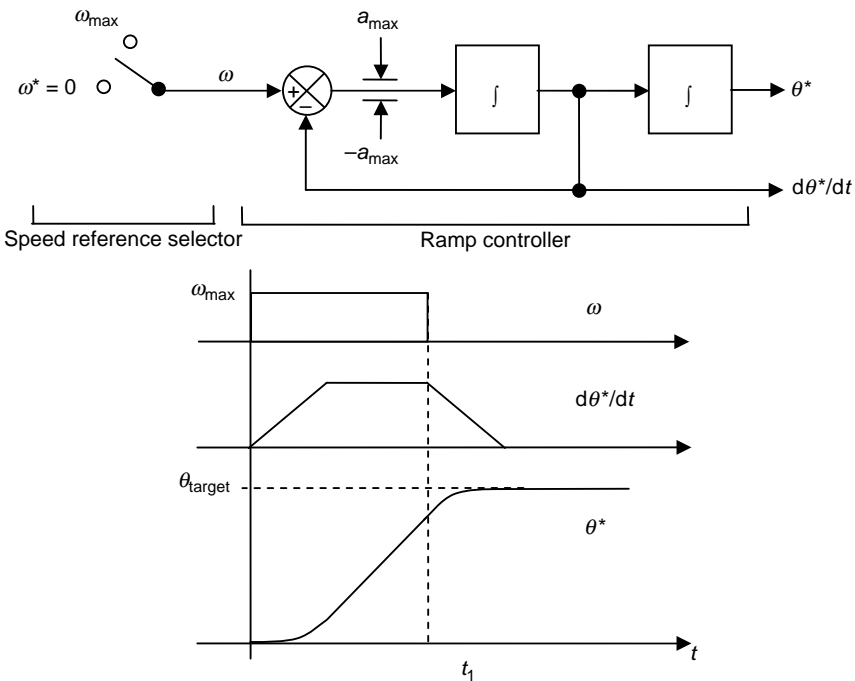 ωmax
amax
ω* = 0
ω
+
−
∫
∫
θ*
−amax
dθ*/dt
Speed reference selector
Ramp controller
ωmax
ω
dθ*/dt
θtarget
θ*
t1
t